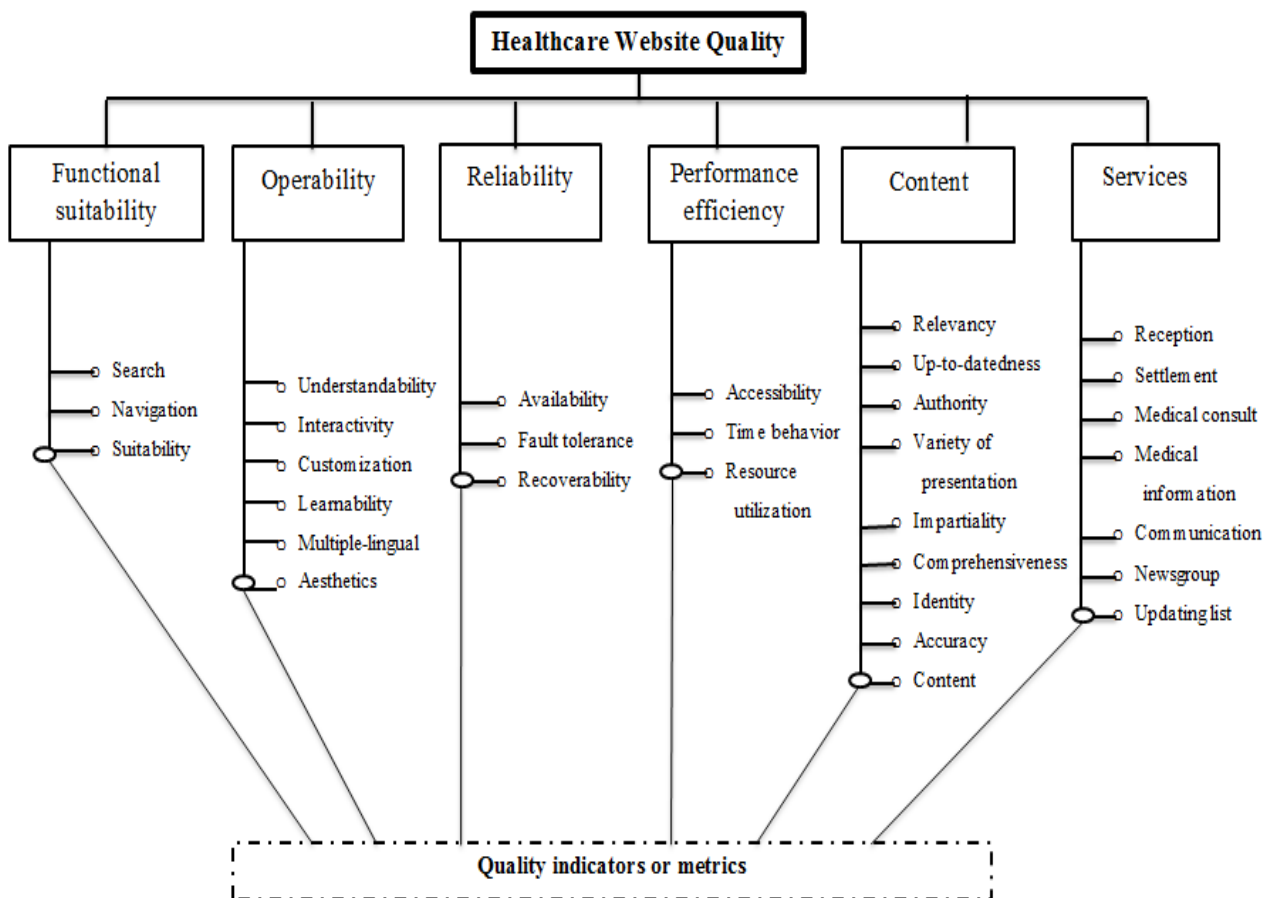 Healthcare Website Quality
Functional
suitability
Operability
Reliability
Performance
efficiency
Content
Services
Search
Navigation
Suitability
Understandability
Interactivity
Customization
Learnability
Multiple-lingual
Aesthetics
Availability
Fault tolerance
Recoverability
Accessibility
Time behavior
Resource
utilization
Relevancy
Up-to-datedness
Authority
Variety of
presentation
Impartiality
Comprehensiveness
Identity
Accuracy
Content
Reception
Settlement
Medical consult
Medical
information
Communication
Newsgroup
Updating list
Quality indicators or metrics